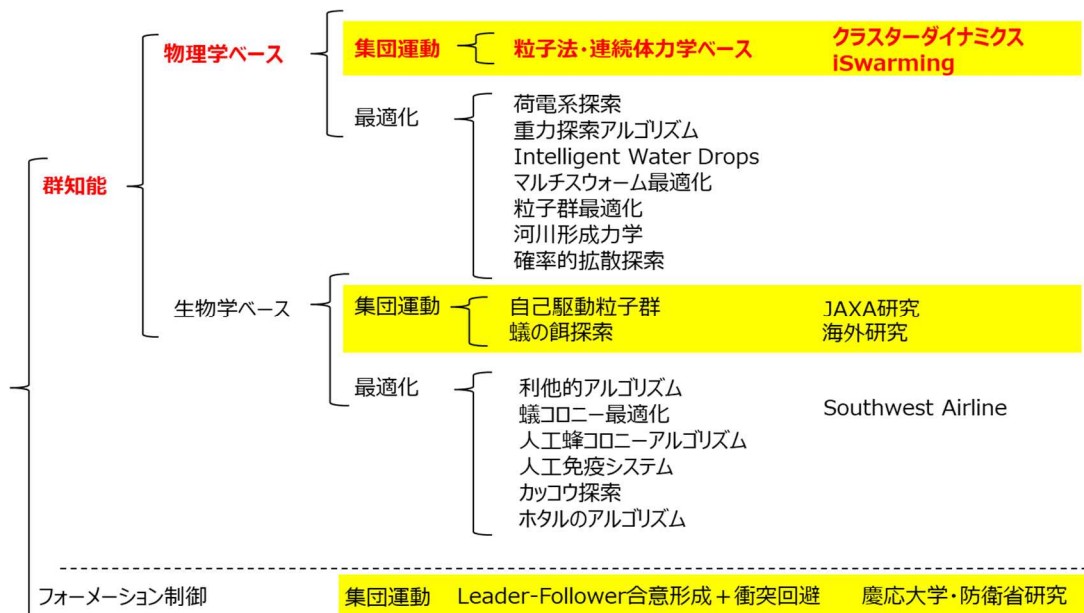 物理学ベース
集団運動
粒子法・連続体力学ベース
クラスターダイナミクス
iSwarming
最適化
荷電系探索
重力探索アルゴリズム
Intelligent Water Drops
マルチスウォーム最適化
粒子群最適化
河川形成力学
確率的拡散探索
群知能
生物学ベース
集団運動
自己駆動粒子群
蟻の餌探索
JAXA研究
海外研究
最適化
利他的アルゴリズム
蟻コロニー最適化
人工蜂コロニーアルゴリズム
人工免疫システム
カッコウ探索
ホタルのアルゴリズム
Southwest Airline
フォーメーション制御
集団運動
Leader-Follower合意形成＋衝突回避
慶応大学・防衛省研究